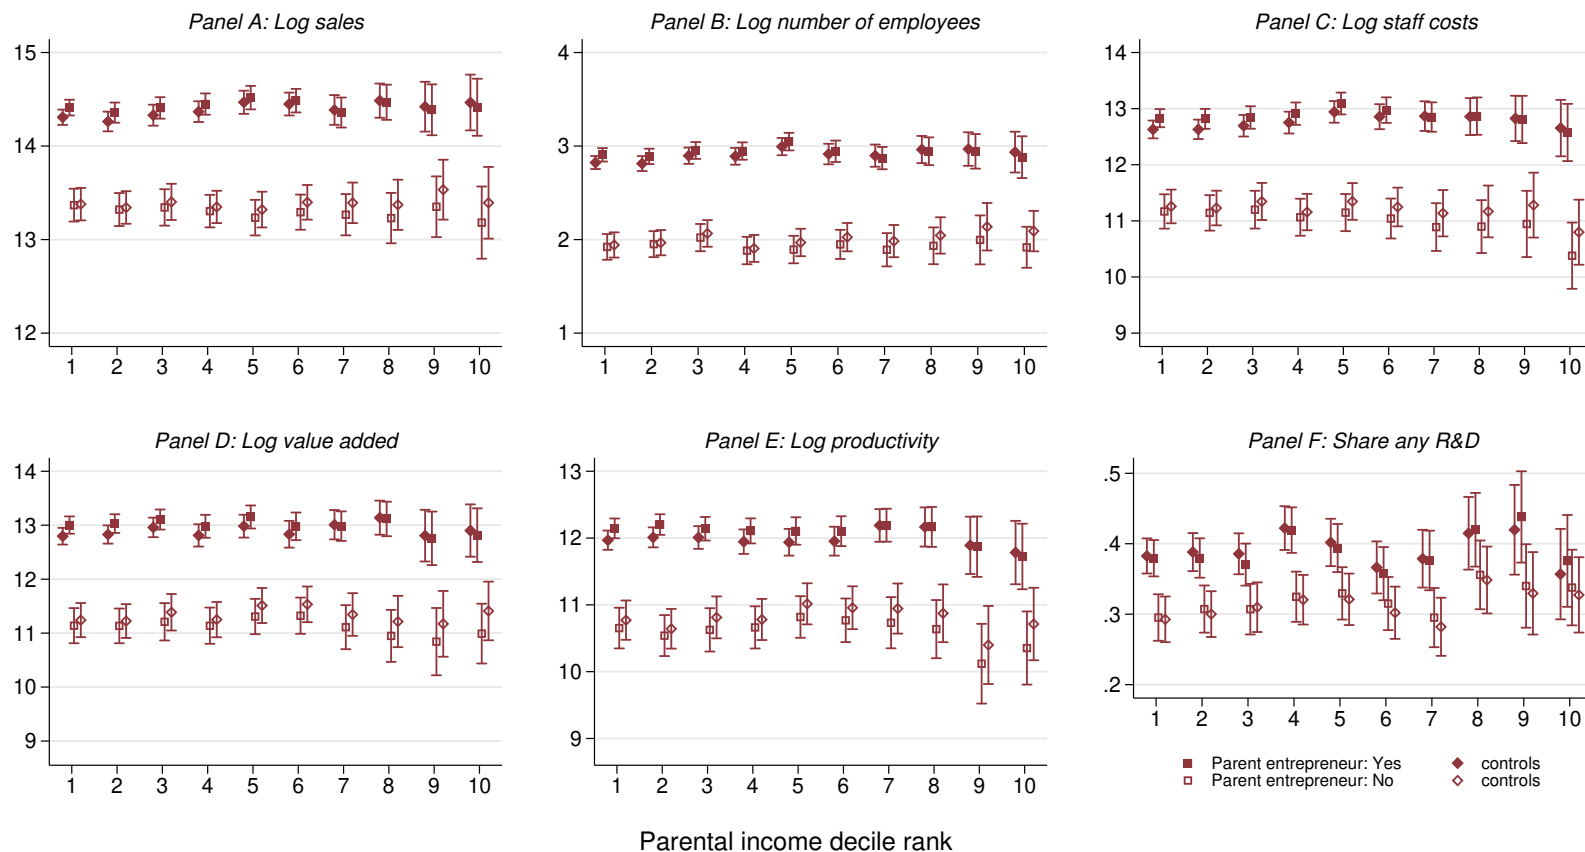 Panel A: Log sales
15
14
13
12
1 2 3 4 5 6 7 8 9 10
Panel B: Log number of employees
4
3
2
1
1 2 3 4 5 6 7 8 9 10
Panel C: Log staff costs
14
13
12
11
10
9
1 2 3 4 5 6 7 8 9 10
Panel D: Log value added
14
13
12
11
10
9
1 2 3 4 5 6 7 8 9 10
Panel E: Log productivity
13
12
11
10
9
1 2 3 4 5 6 7 8 9 10
Panel F: Share any R&D
.5
.4
.3
.2
1 2 3 4 5 6 7 8 9 10
Parent entrepreneur: Yes controls
Parent entrepreneur: No controls
Parental income decile rank